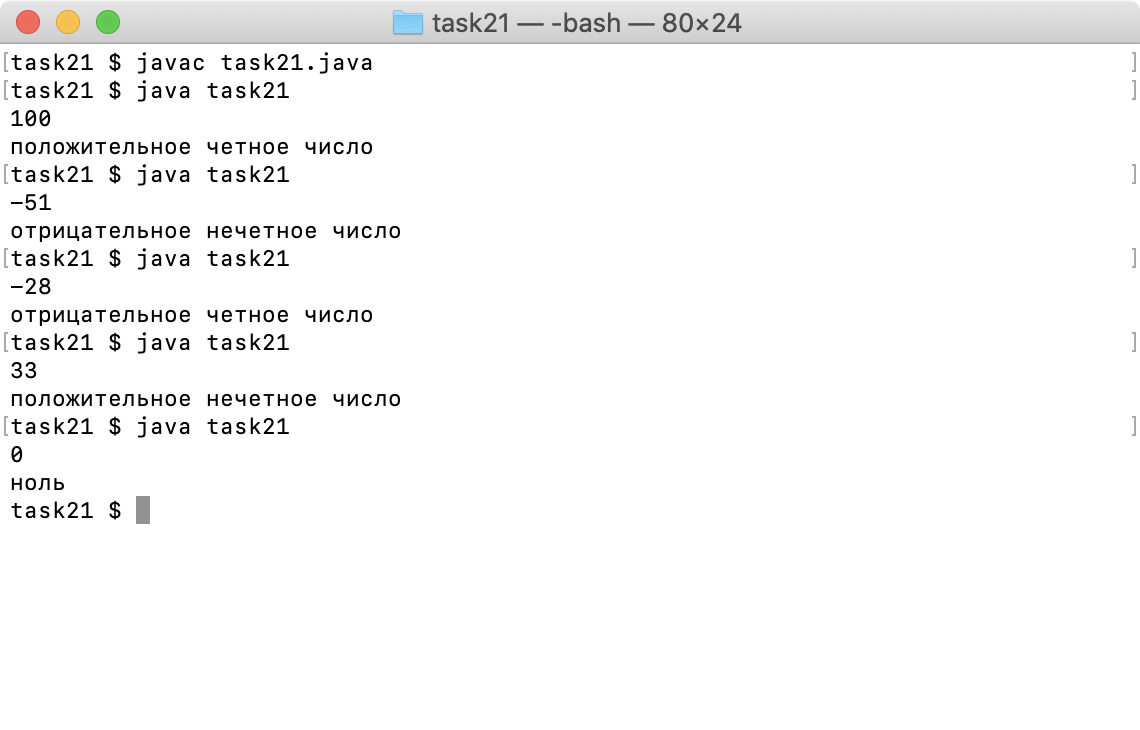 task21 — -bash — 80×24
[task21 $ javac task21.java ]
[task21 $ java task21 ]
100
положительное четное число
[task21 $ java task21 ]
-51
отрицательное нечетное число
[task21 $ java task21 ]
-28
отрицательное четное число
[task21 $ java task21 ]
33
положительное нечетное число
[task21 $ java task21 ]
0
ноль
task21 $